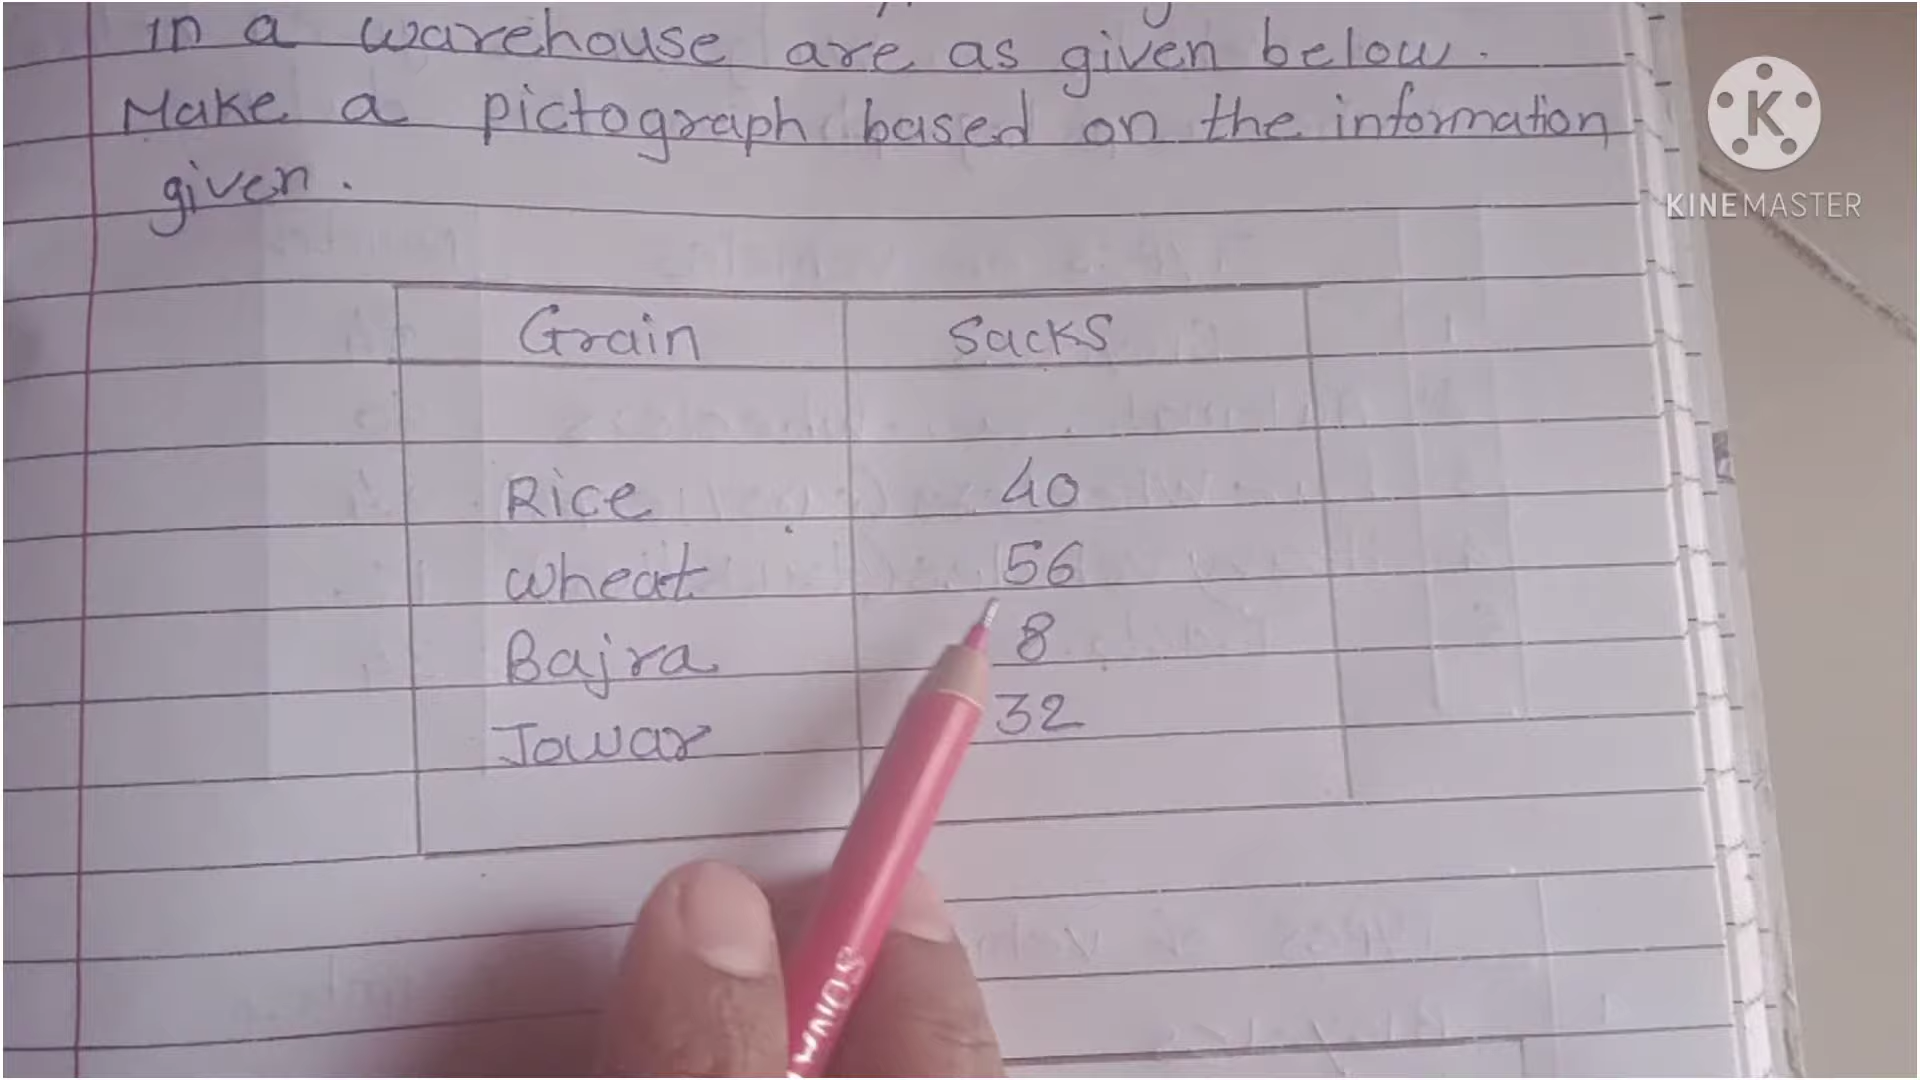 in a warehouse are as given below.
Make a pictograph based on the information
given.
Grain Sacks
Rice 40
Wheat 56
Bajra 8
Jowar 32
K
KINEMASTER